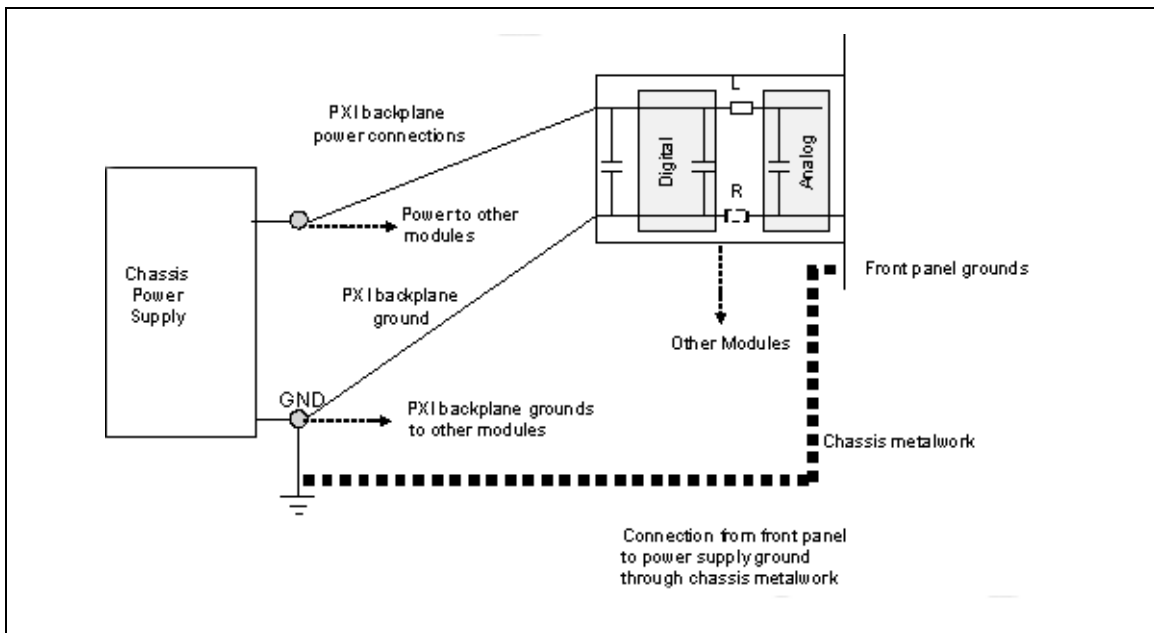 PXI backplane
power connections
L
Digital
Analog
R
Power to other
modules
Chassis
Power
Supply
PXI backplane
ground
Front panel grounds
Other Modules
GND
PXI backplane grounds
to other modules
Chassis metalwork
Connection from front panel
to power supply ground
through chassis metalwork